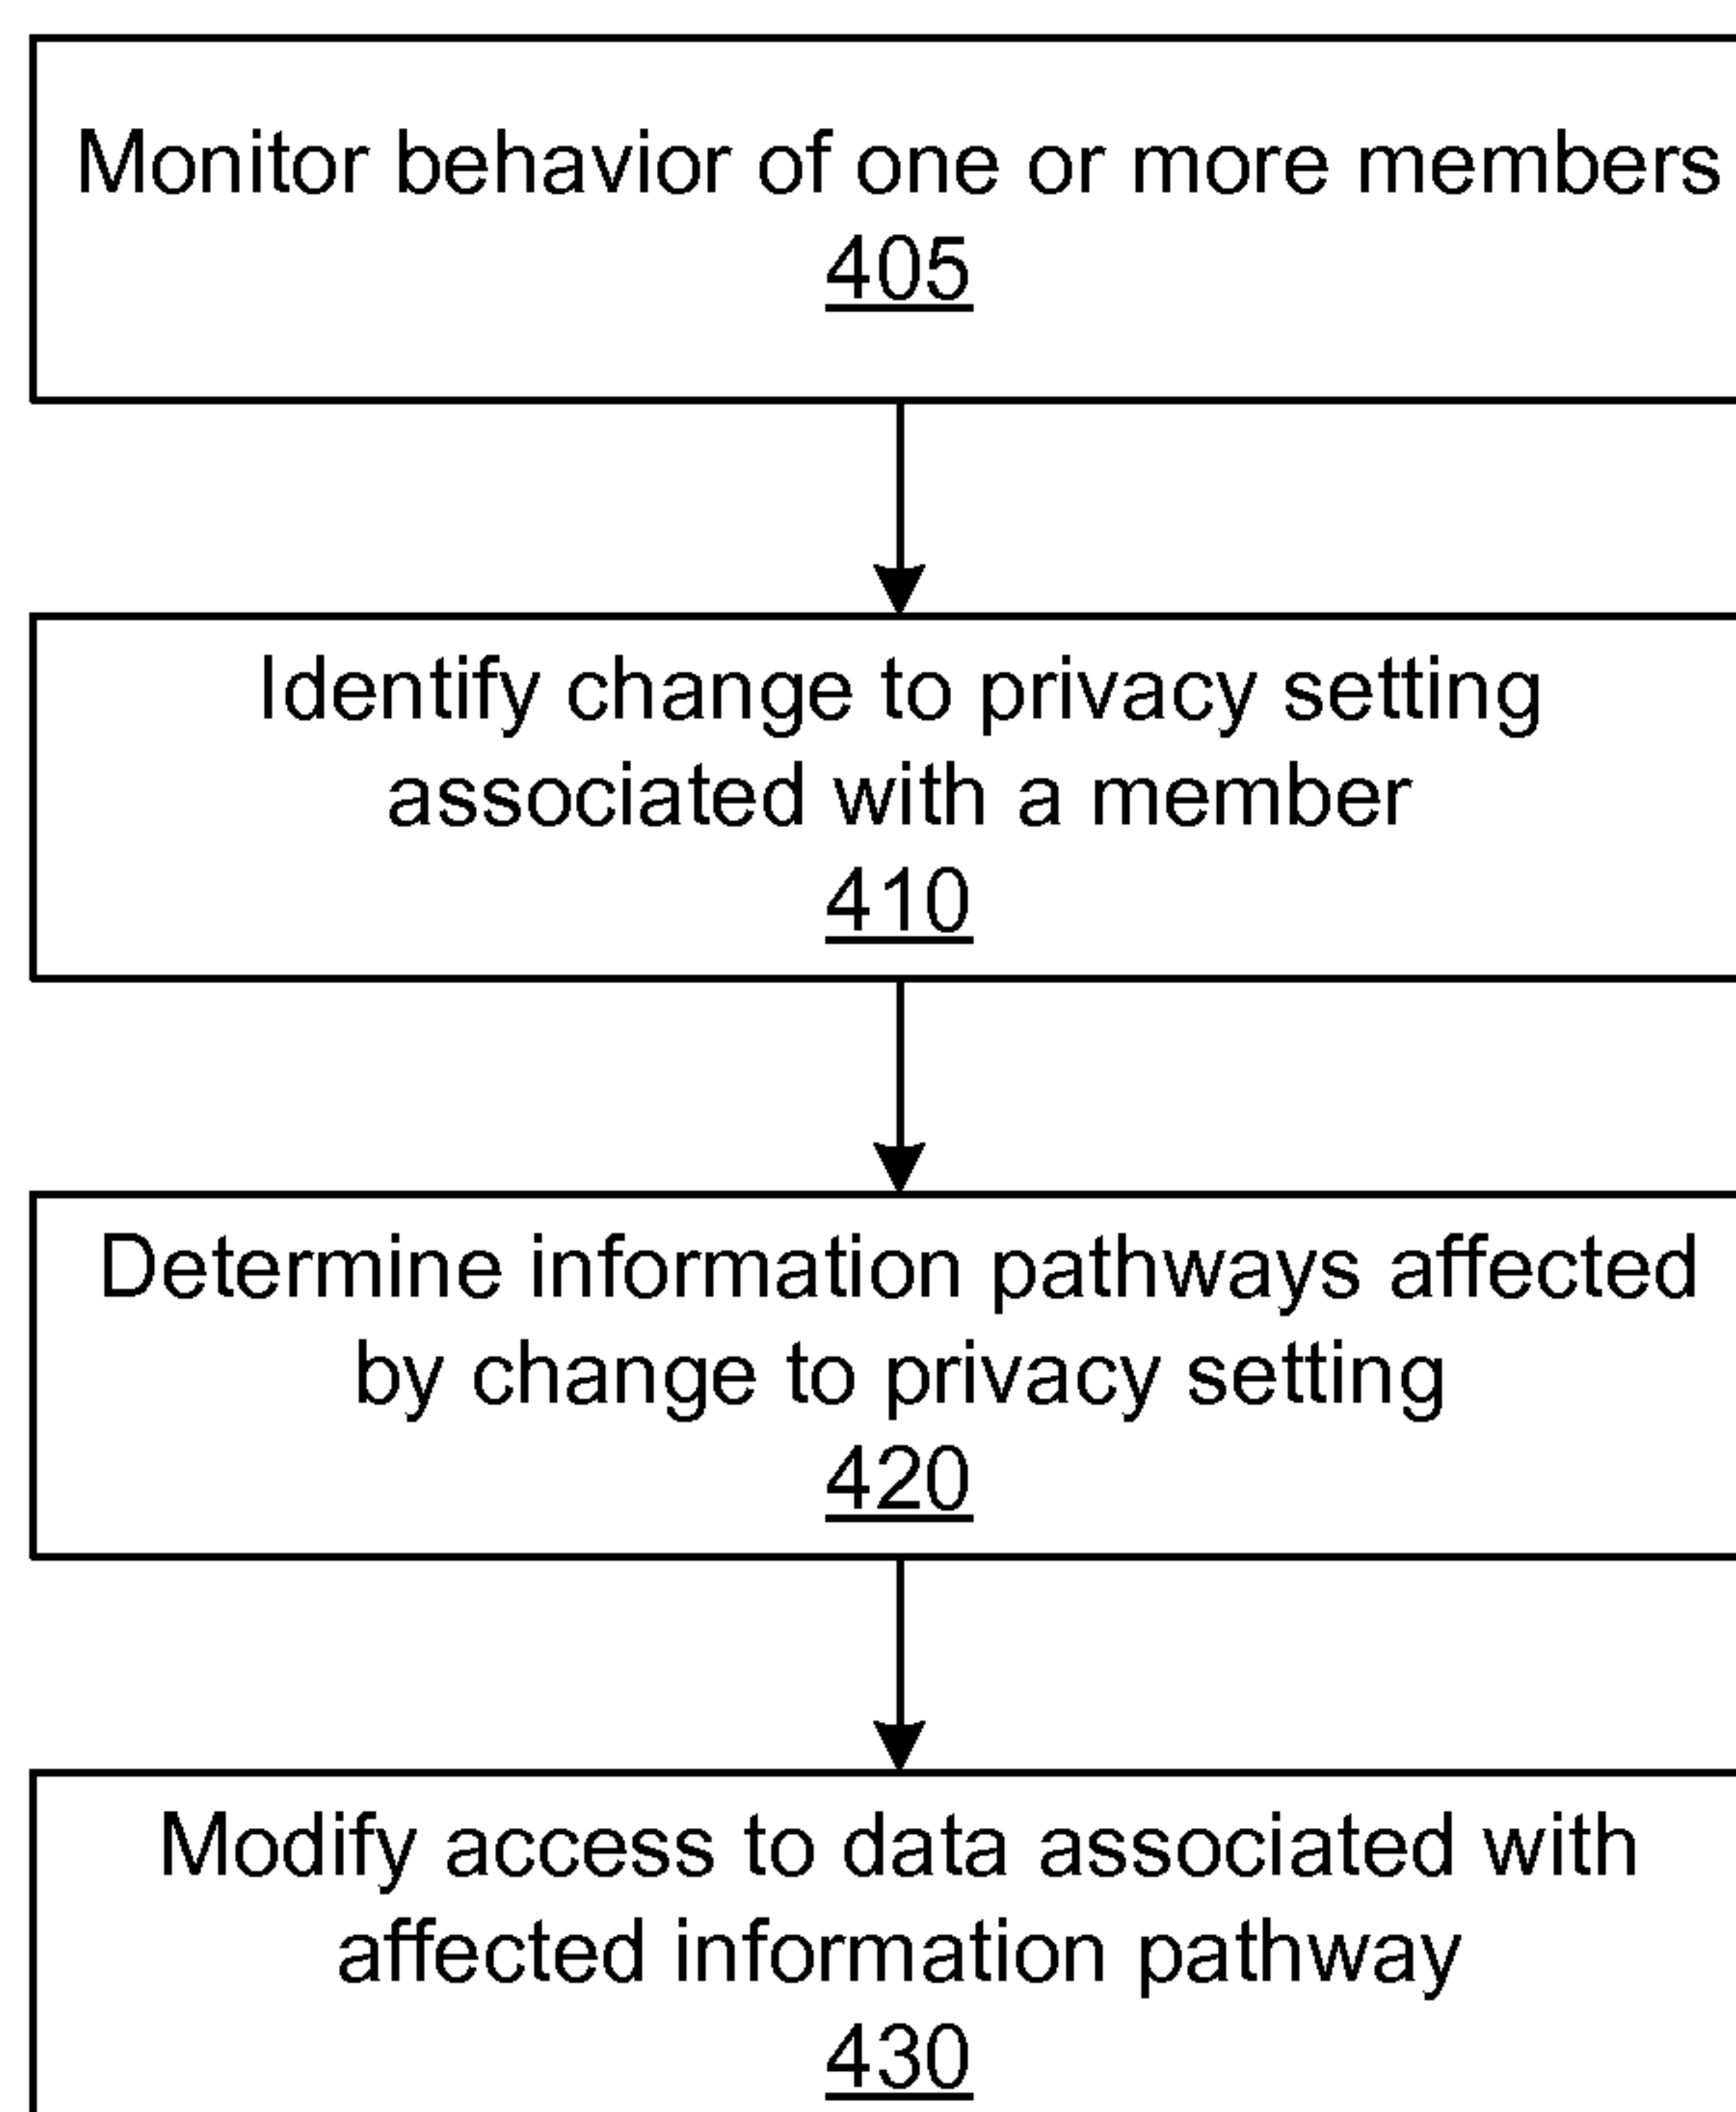 Monitor behavior of one or more members
405
Identify change to privacy setting
associated with a member
410
Determine information pathways affected
by change to privacy setting
420
Modify access to data associated with
affected information pathway
430